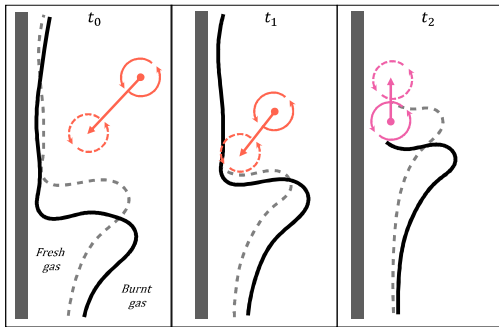 t₀
t₁
t₂
Fresh
gas
Burnt
gas